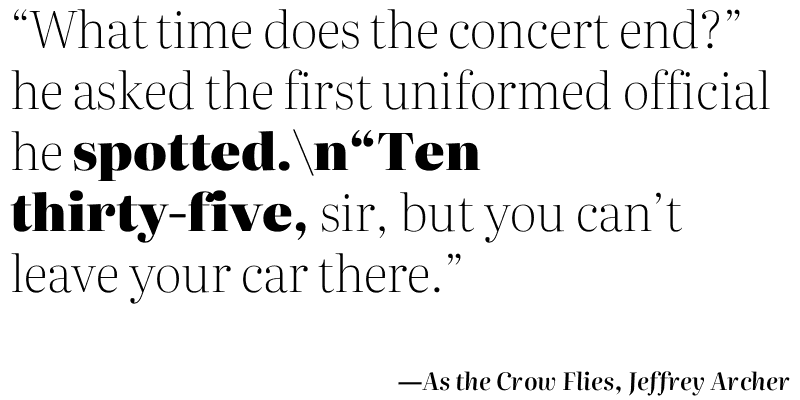 “What time does the concert end?”
he asked the first uniformed official
he spotted.\n“Ten
thirty-five, sir, but you can’t
leave your car there.”
—As the Crow Flies, Jeffrey Archer